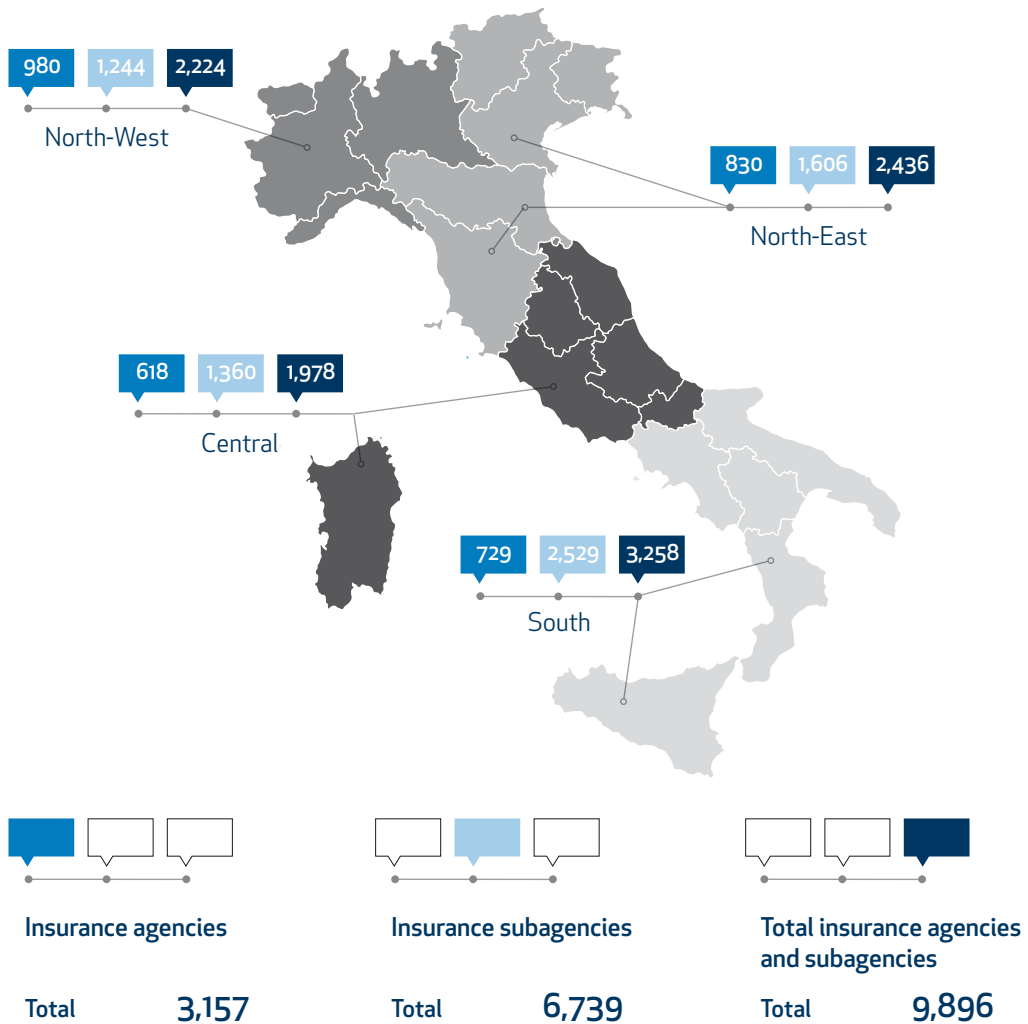 980 1,244 2,224
North-West
830 1,606 2,436
North-East
618 1,360 1,978
Central
729 2,529 3,258
South
Insurance agencies
Total 3,157
Insurance subagencies
Total 6,739
Total insurance agencies
and subagencies
Total 9,896